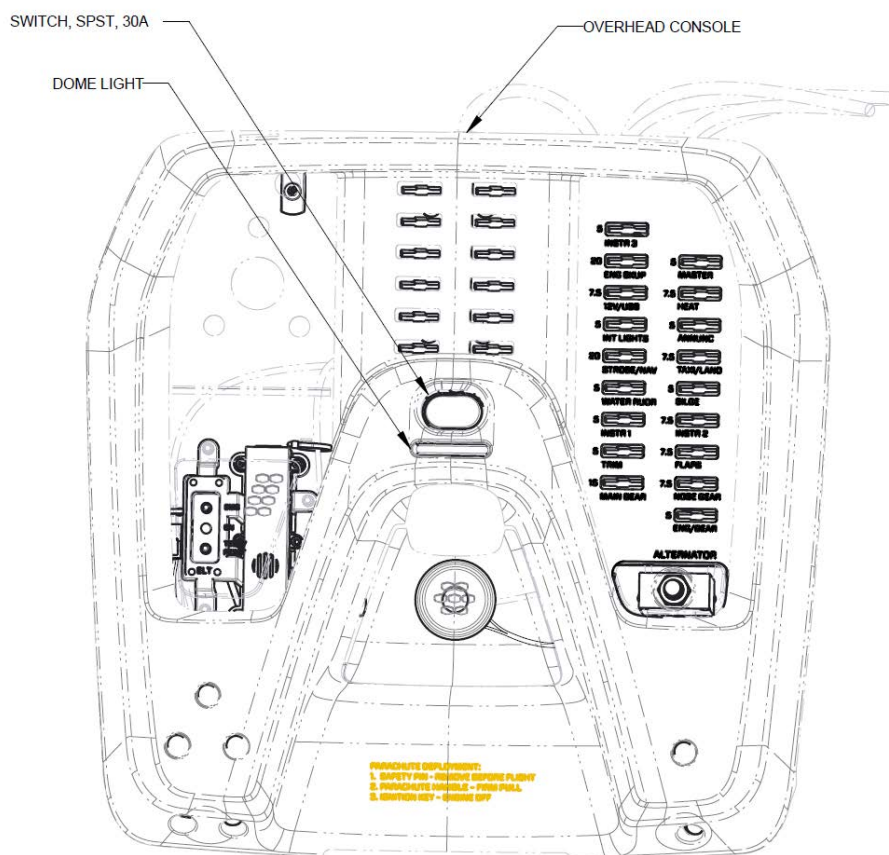 SWITCH, SPST, 30A
OVERHEAD CONSOLE
DOME LIGHT
5
INSTR 3
20 5
ENG BKUP MASTER
7.5 7.5
12V/USB HEAT
5 5
INT LIGHTS ANNUNC
20 7.5
STROBE/NAV TAXI/LAND
5 5
WATER RUDR BILGE
5 7.5
INSTR 1 INSTR 2
5 7.5
TRIM FLAPS
15 7.5
MAIN GEAR NOSE GEAR
5
ENG/GEAR
ALTERNATOR
ELT
PARACHUTE DEPLOYMENT:
1. SAFETY PIN - REMOVE BEFORE FLIGHT
2. PARACHUTE HANDLE - FIRM PULL
3. IGNITION KEY - ENGINE OFF